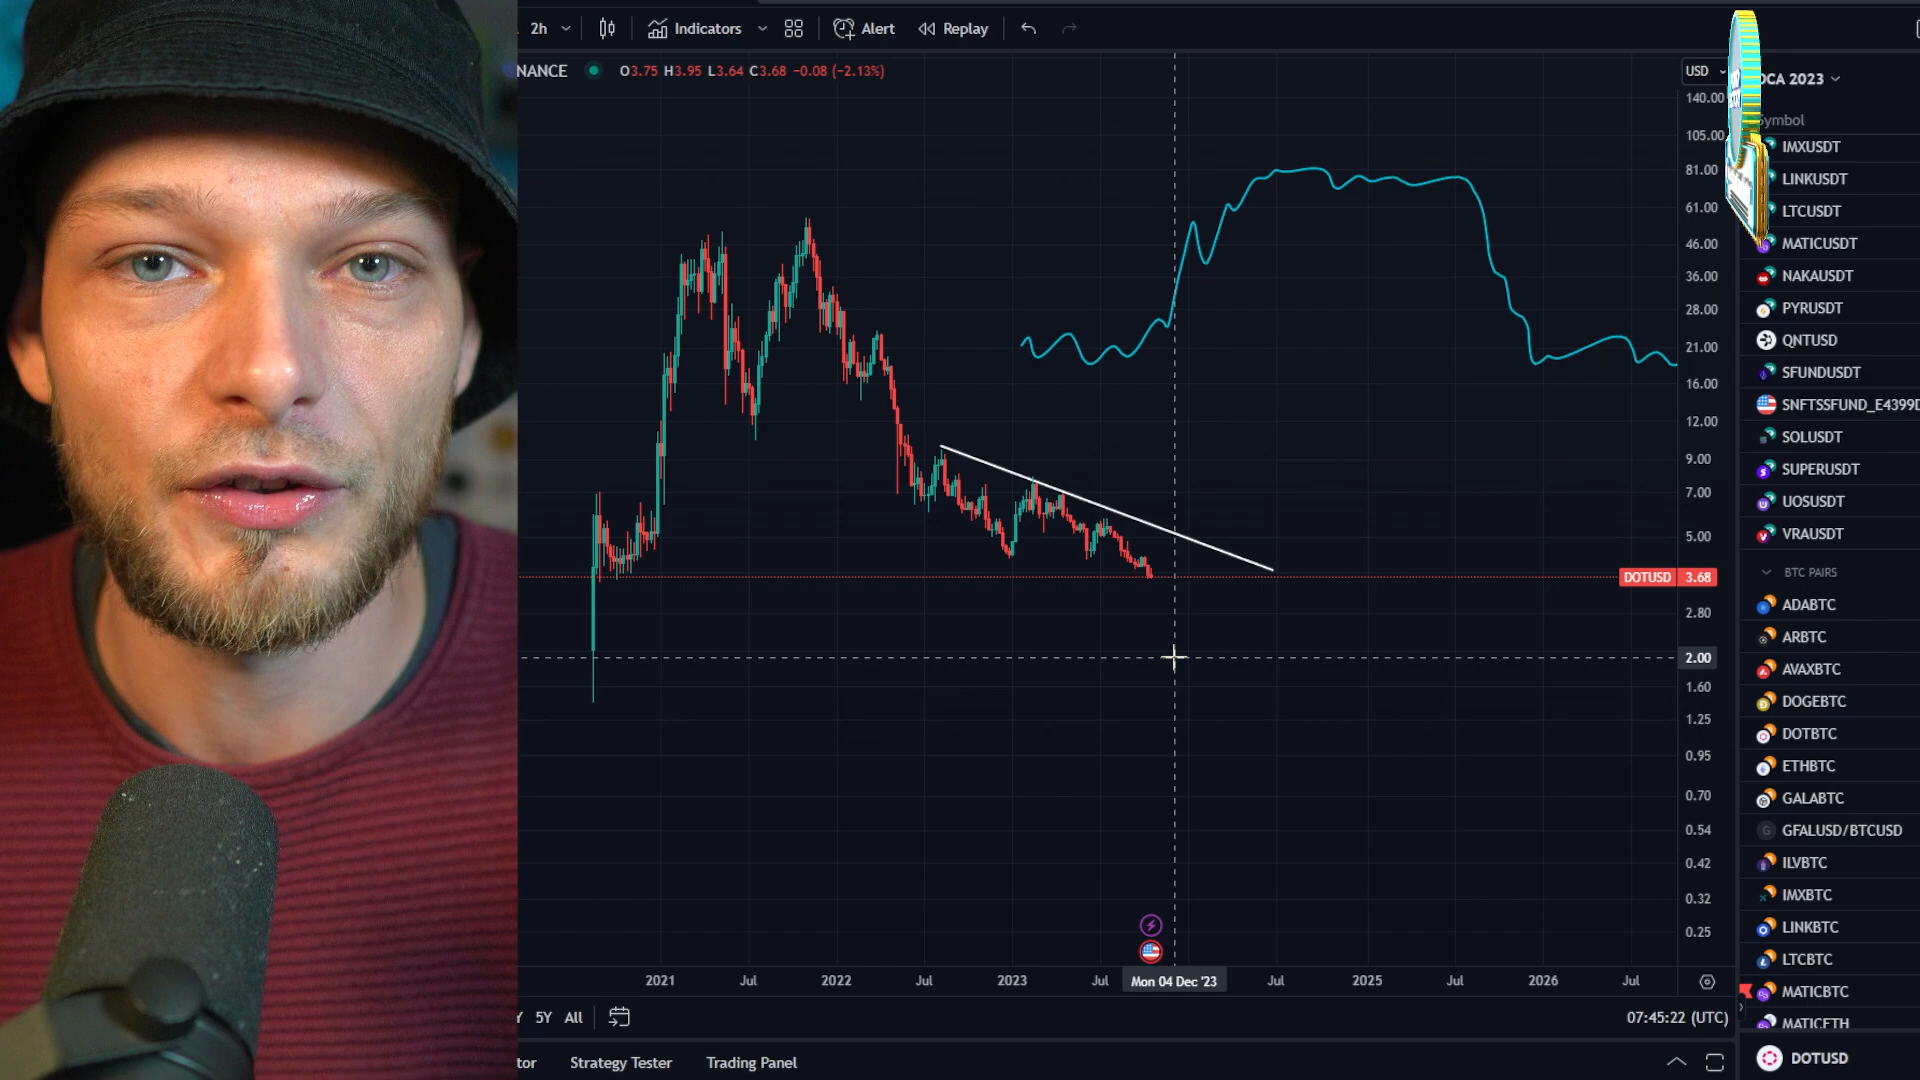 2h
Indicators
Alert
Replay
NANCE
O3.75 H3.95 L3.64 C3.68 −0.08 (−2.13%)
USD
140.00
105.00
81.00
61.00
46.00
36.00
28.00
21.00
16.00
12.00
9.00
7.00
5.00
DOTUSD 3.68
2.80
2.00
1.60
1.25
0.95
0.70
0.54
0.42
0.32
0.25
2021 Jul 2022 Jul 2023 Jul Mon 04 Dec '23 Jul 2025 Jul 2026 Jul
5Y All
07:45:22 (UTC)
tor
Strategy Tester
Trading Panel
DCA 2023
Symbol
IMXUSDT
LINKUSDT
LTCUSDT
MATICUSDT
NAKAUSDT
PYRUSDT
QNTUSD
SFUNDUSDT
SNFTSSFUND_E4399D
SOLUSDT
SUPERUSDT
UOSUSDT
VRAUSDT
BTC PAIRS
ADABTC
ARBTC
AVAXBTC
DOGEBTC
DOTBTC
ETHBTC
GALABTC
GFALUSD/BTCUSD
ILVBTC
IMXBTC
LINKBTC
LTCBTC
MATICBTC
MATICETH
DOTUSD